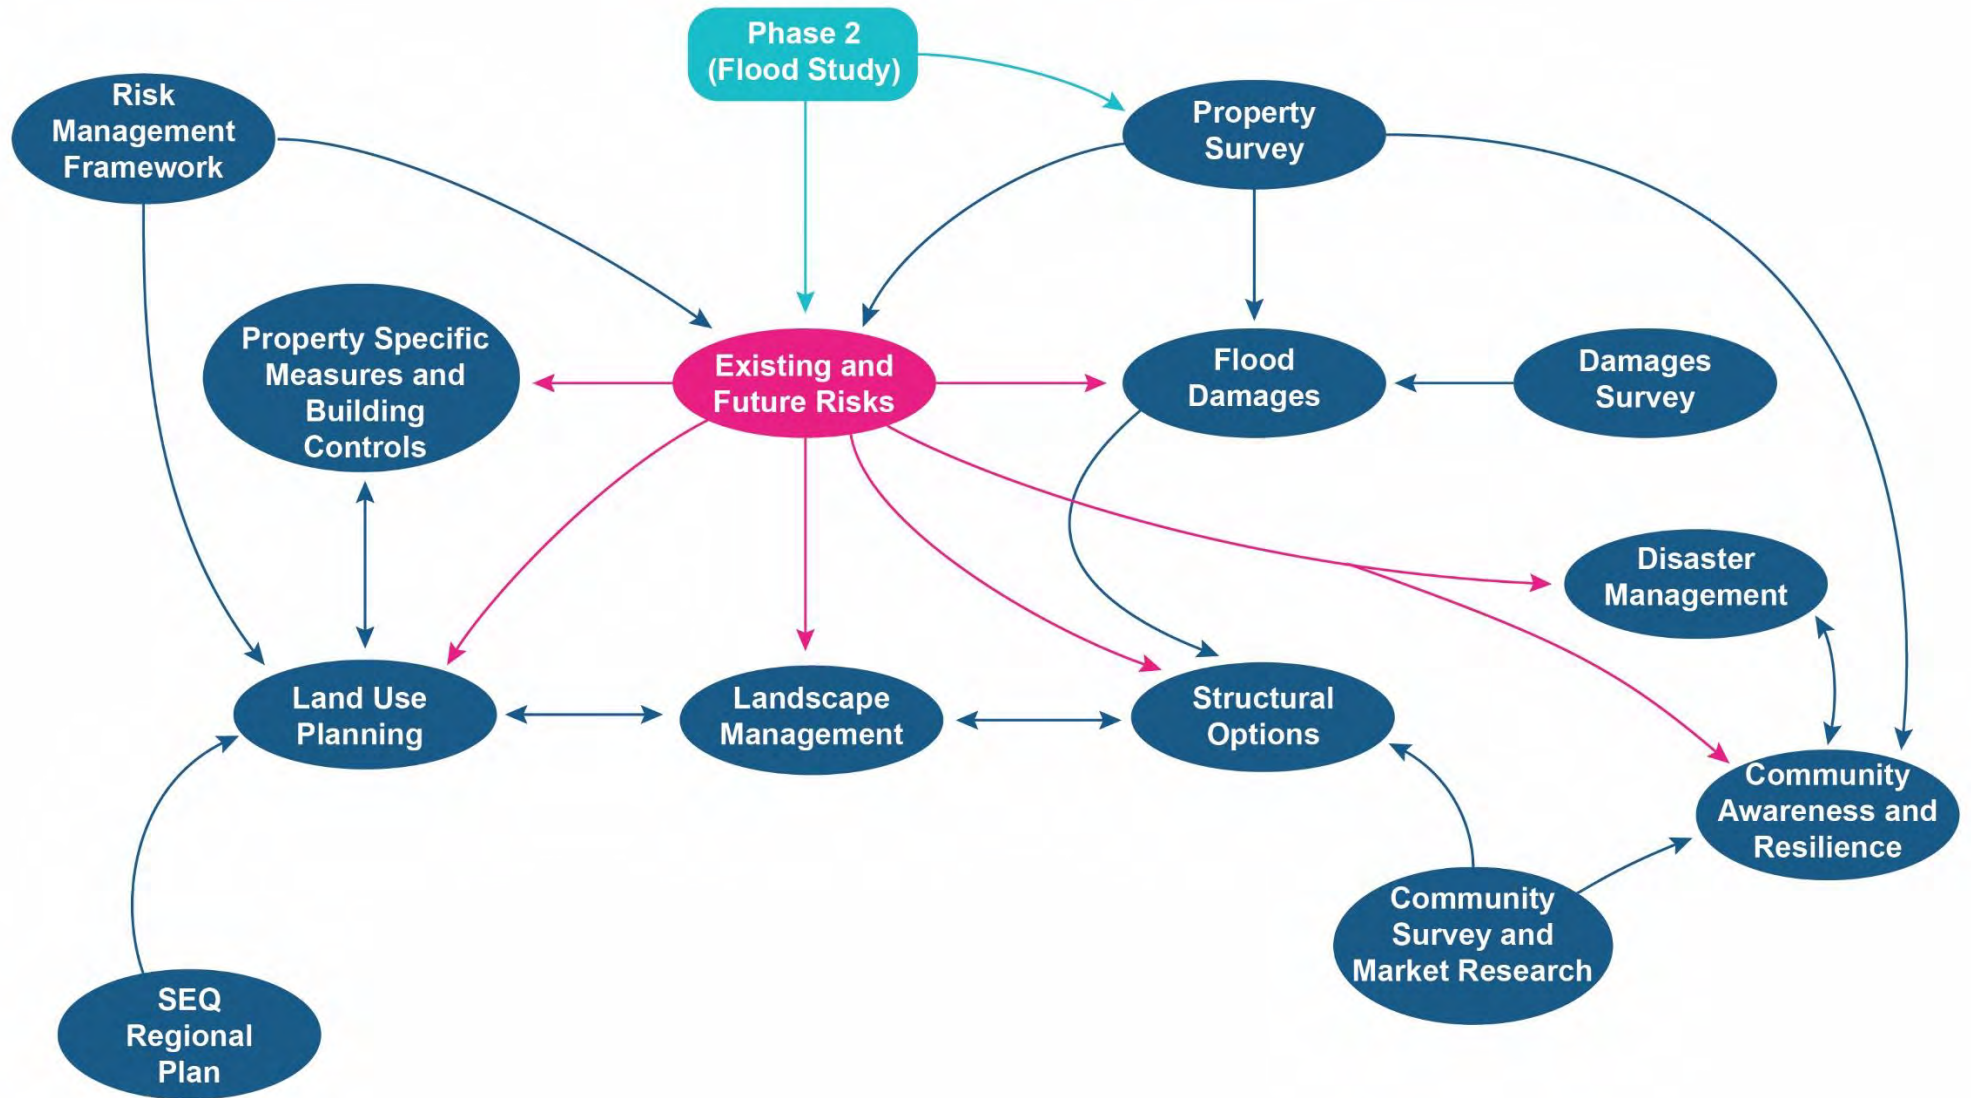 Phase 2
(Flood Study)
Risk
Management
Framework
Property
Survey
Property Specific
Measures and
Building
Controls
Existing and
Future Risks
Flood
Damages
Damages
Survey
Disaster
Management
Land Use
Planning
Landscape
Management
Structural
Options
Community
Awareness and
Resilience
Community
Survey and
Market Research
SEQ
Regional
Plan